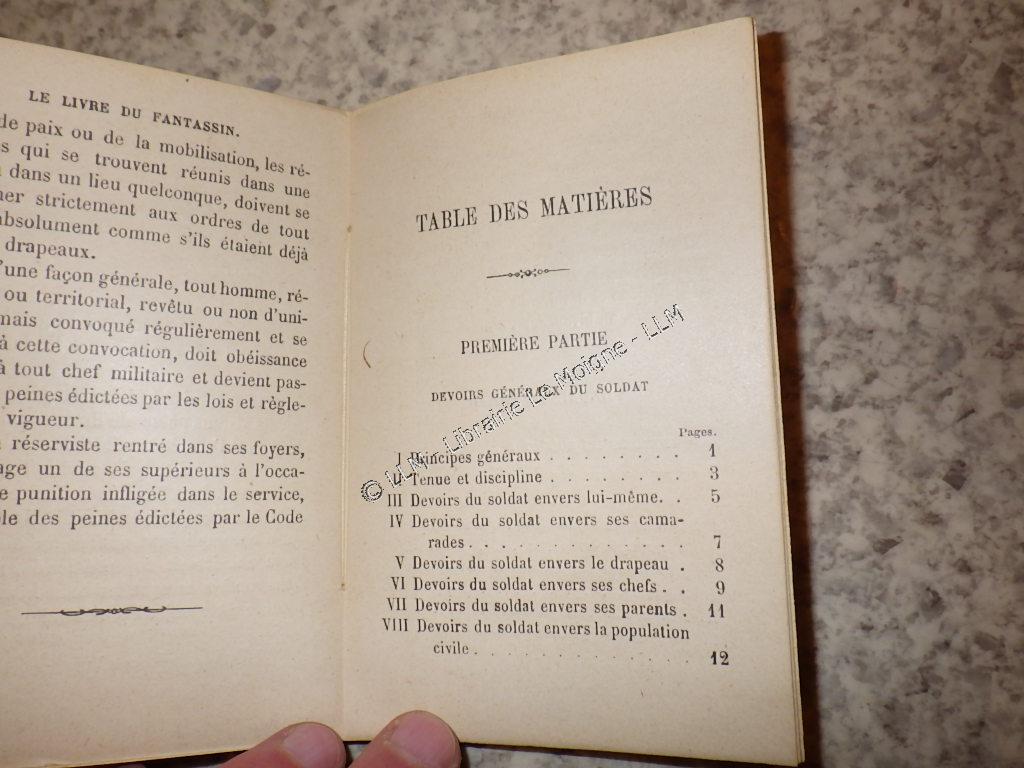 LE LIVRE DU FANTASSIN.
de paix ou de la mobilisation, les ré-
qui se trouvent réunis dans une
dans un lieu quelconque, doivent se
strictement aux ordres de tout
absolument comme s'ils étaient déjà
drapeaux.
d'une façon générale, tout homme, ré-
ou territorial, revêtu ou non d'uni-
mais convoqué régulièrement et se
à cette convocation, doit obéissance
à tout chef militaire et devient pas-
peines édictées par les lois et règle-
vigueur.
réserviste rentré dans ses foyers,
un de ses supérieurs à l'occa-
punition infligée dans le service,
des peines édictées par le Code
TABLE DES MATIÈRES
PREMIÈRE PARTIE
DEVOIRS GÉNÉRAUX DU SOLDAT
Pages.
I Principes généraux . . . . . . . . 1
II Tenue et discipline . . . . . . . . 3
III Devoirs du soldat envers lui-même. . 5
IV Devoirs du soldat envers ses cama-
rades . . . . . . . . . . . . . 7
V Devoirs du soldat envers le drapeau . 8
VI Devoirs du soldat envers ses chefs . . 9
VII Devoirs du soldat envers ses parents . 11
VIII Devoirs du soldat envers la population
civile . . . . . . . . . . . . . 12
© LLM - Librairie Le Moigne - LLM